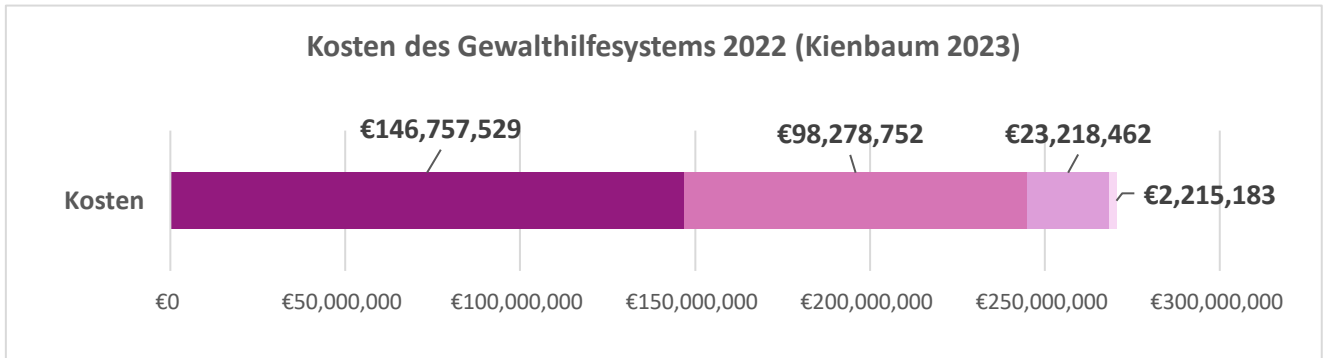 Kosten des Gewalthilfesystems 2022 (Kienbaum 2023)
€146,757,529 €98,278,752 €23,218,462
Kosten €2,215,183
€0 €50,000,000 €100,000,000 €150,000,000 €200,000,000 €250,000,000 €300,000,000